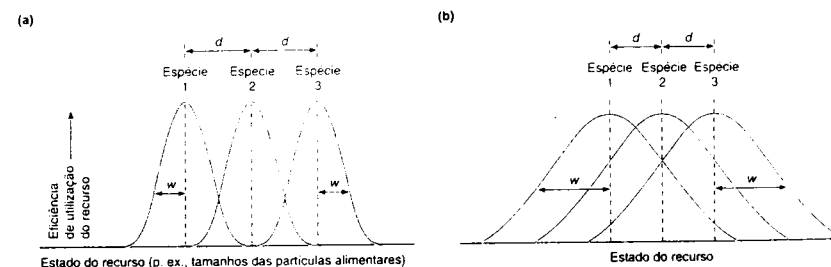 (a)
d d
Espécie Espécie Espécie
1 2 3
Eficiência
de utilização
do recurso
w w
Estado do recurso (p. ex., tamanhos das partículas alimentares)
(b)
d d
Espécie Espécie Espécie
1 2 3
w w
Estado do recurso